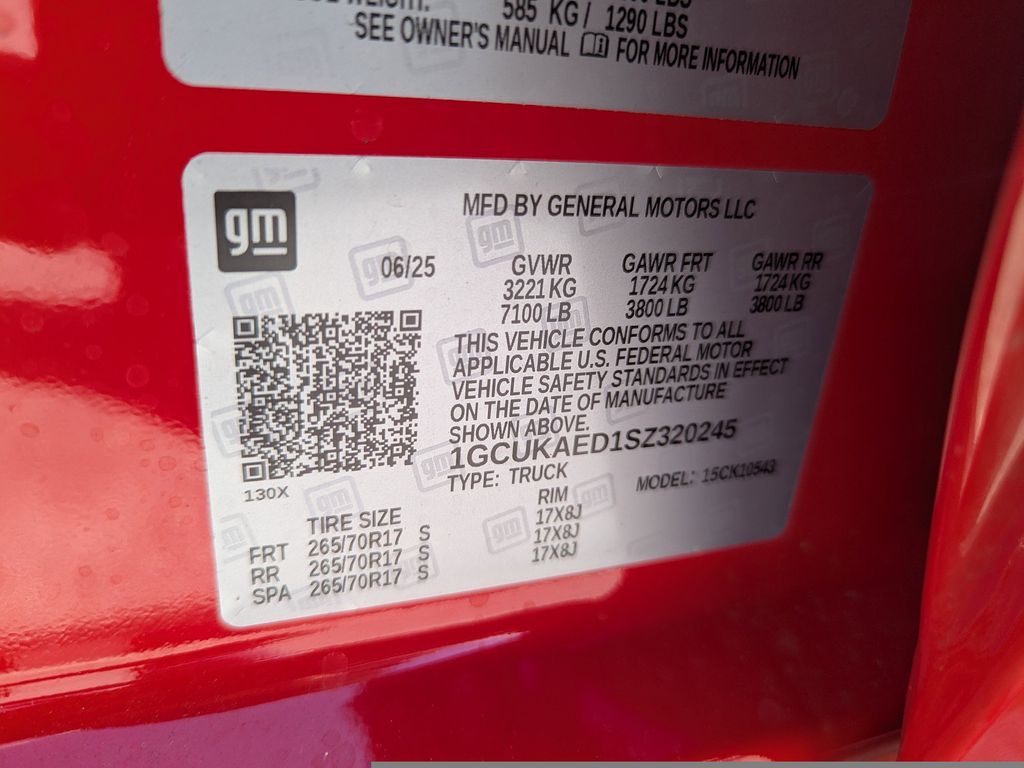 585 KG / 1290 LBS
SEE OWNER'S MANUAL FOR MORE INFORMATION
gm
MFD BY GENERAL MOTORS LLC
06/25
GVWR GAWR FRT GAWR RR
3221 KG 1724 KG 1724 KG
7100 LB 3800 LB 3800 LB
THIS VEHICLE CONFORMS TO ALL
APPLICABLE U.S. FEDERAL MOTOR
VEHICLE SAFETY STANDARDS IN EFFECT
ON THE DATE OF MANUFACTURE
SHOWN ABOVE.
1GCUKAED1SZ320245
TYPE: TRUCK MODEL: 15CK10543
130X
TIRE SIZE RIM
FRT 265/70R17 S 17X8J
RR 265/70R17 S 17X8J
SPA 265/70R17 S 17X8J